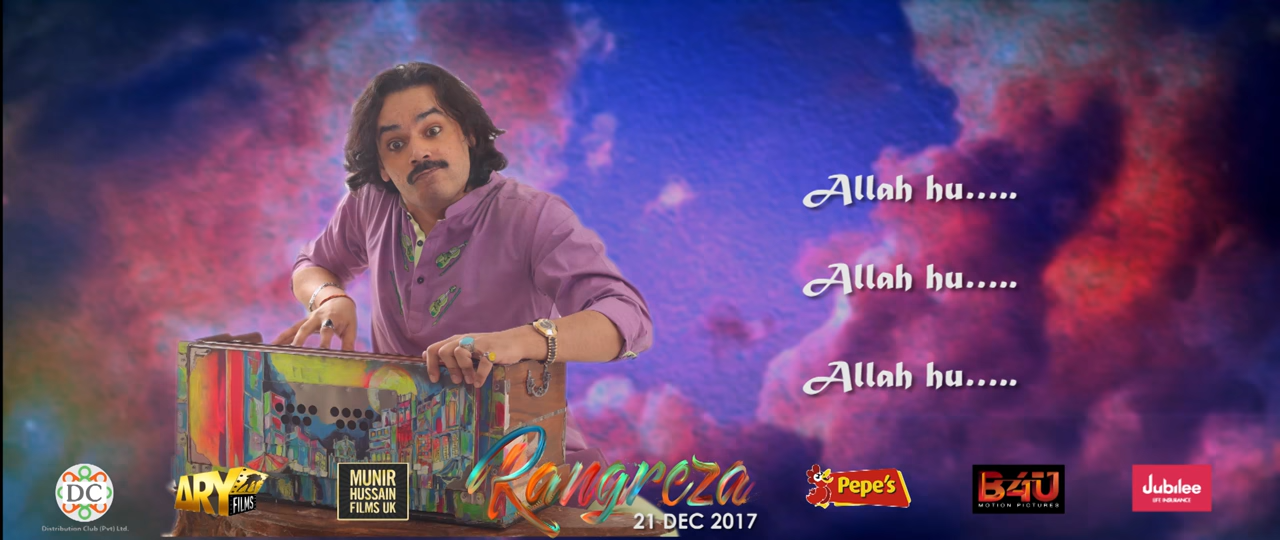 Allah hu.....
Allah hu.....
Allah hu.....
DC
Distribution Club (Pvt) Ltd.
ARY
FILMS
MUNIR
HUSSAIN
FILMS UK
Rangreza
21 DEC 2017
Pepe's
B4U
MOTION PICTURES
Jubilee
LIFE INSURANCE